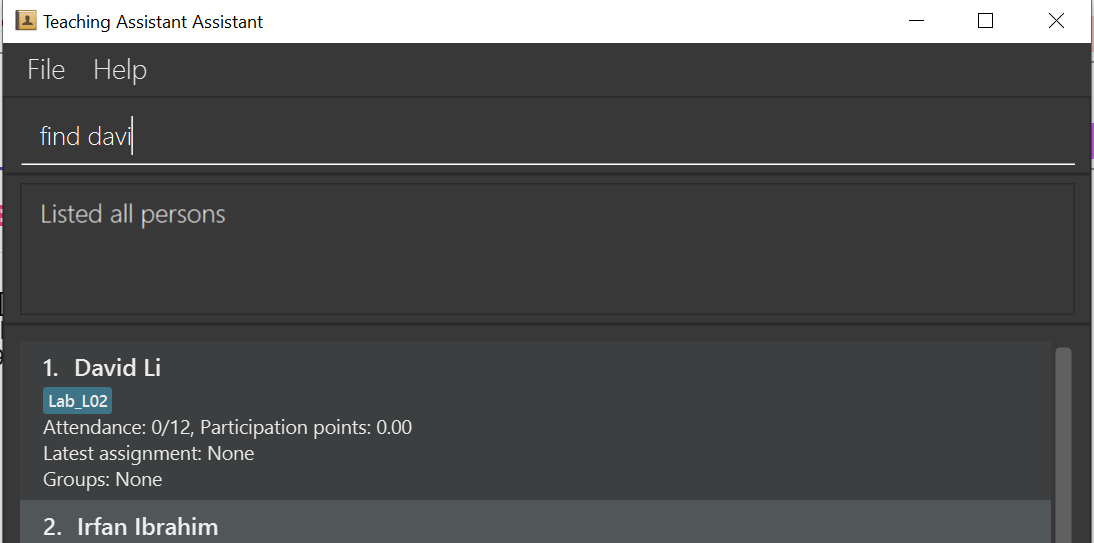 Teaching Assistant Assistant
File Help
find davi
Listed all persons
1. David Li
Lab_L02
Attendance: 0/12, Participation points: 0.00
Latest assignment: None
Groups: None
2. Irfan Ibrahim